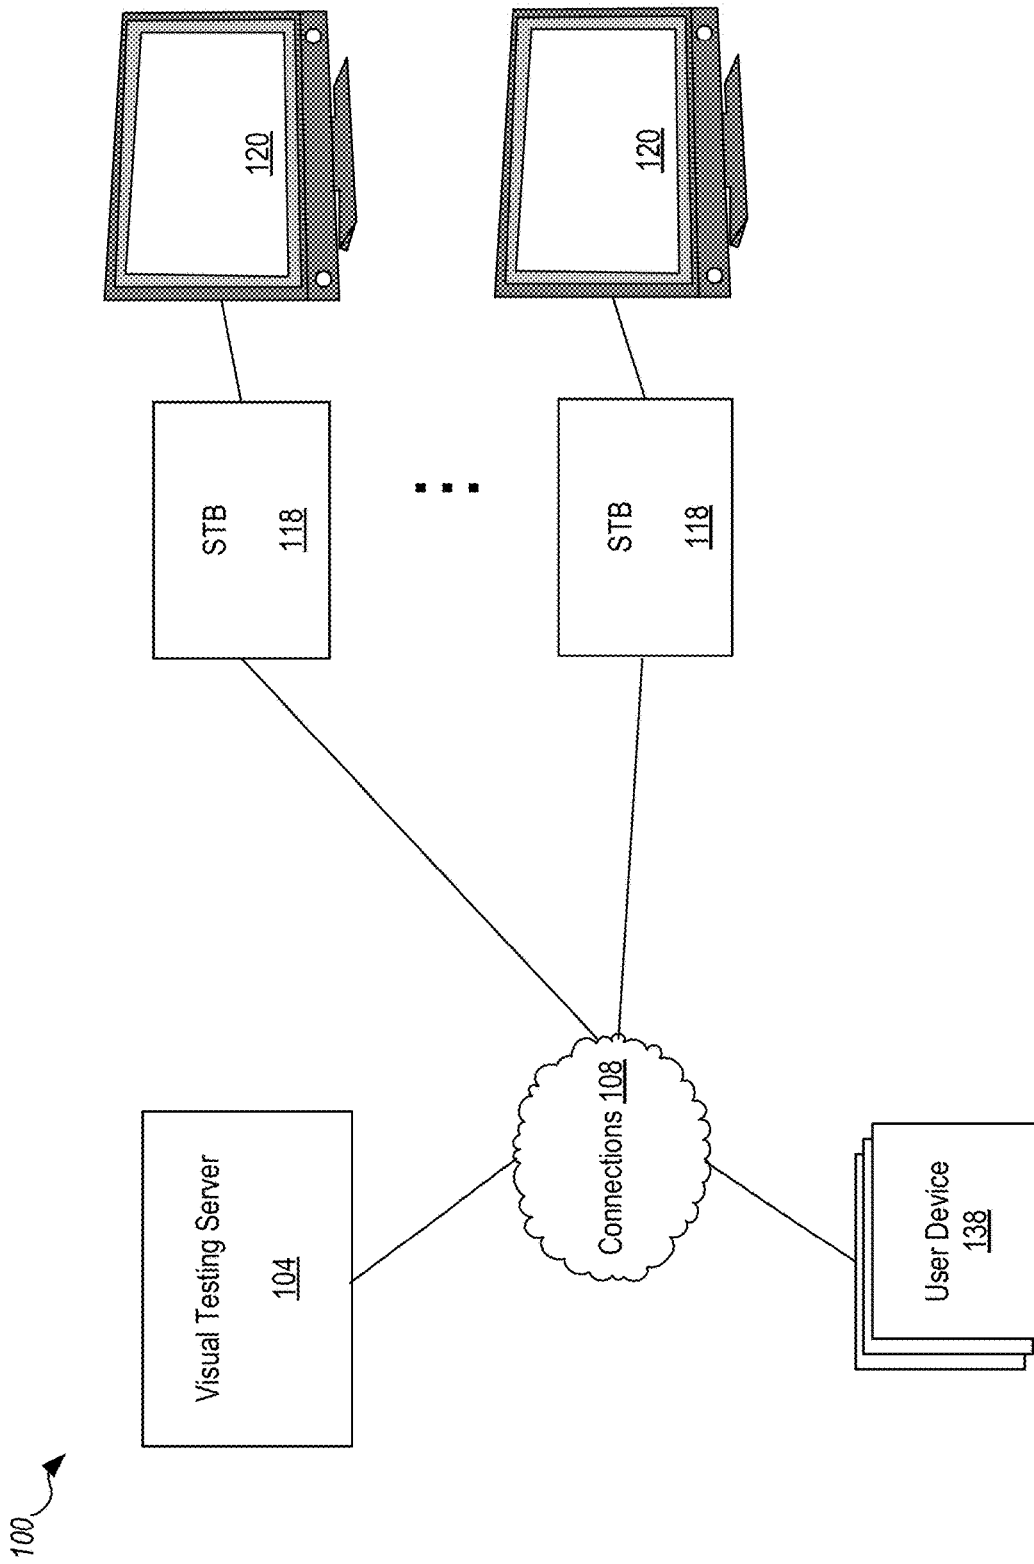 100
Visual Testing Server
104
STB
118
120
Connections 108
STB
118
120
User Device
138